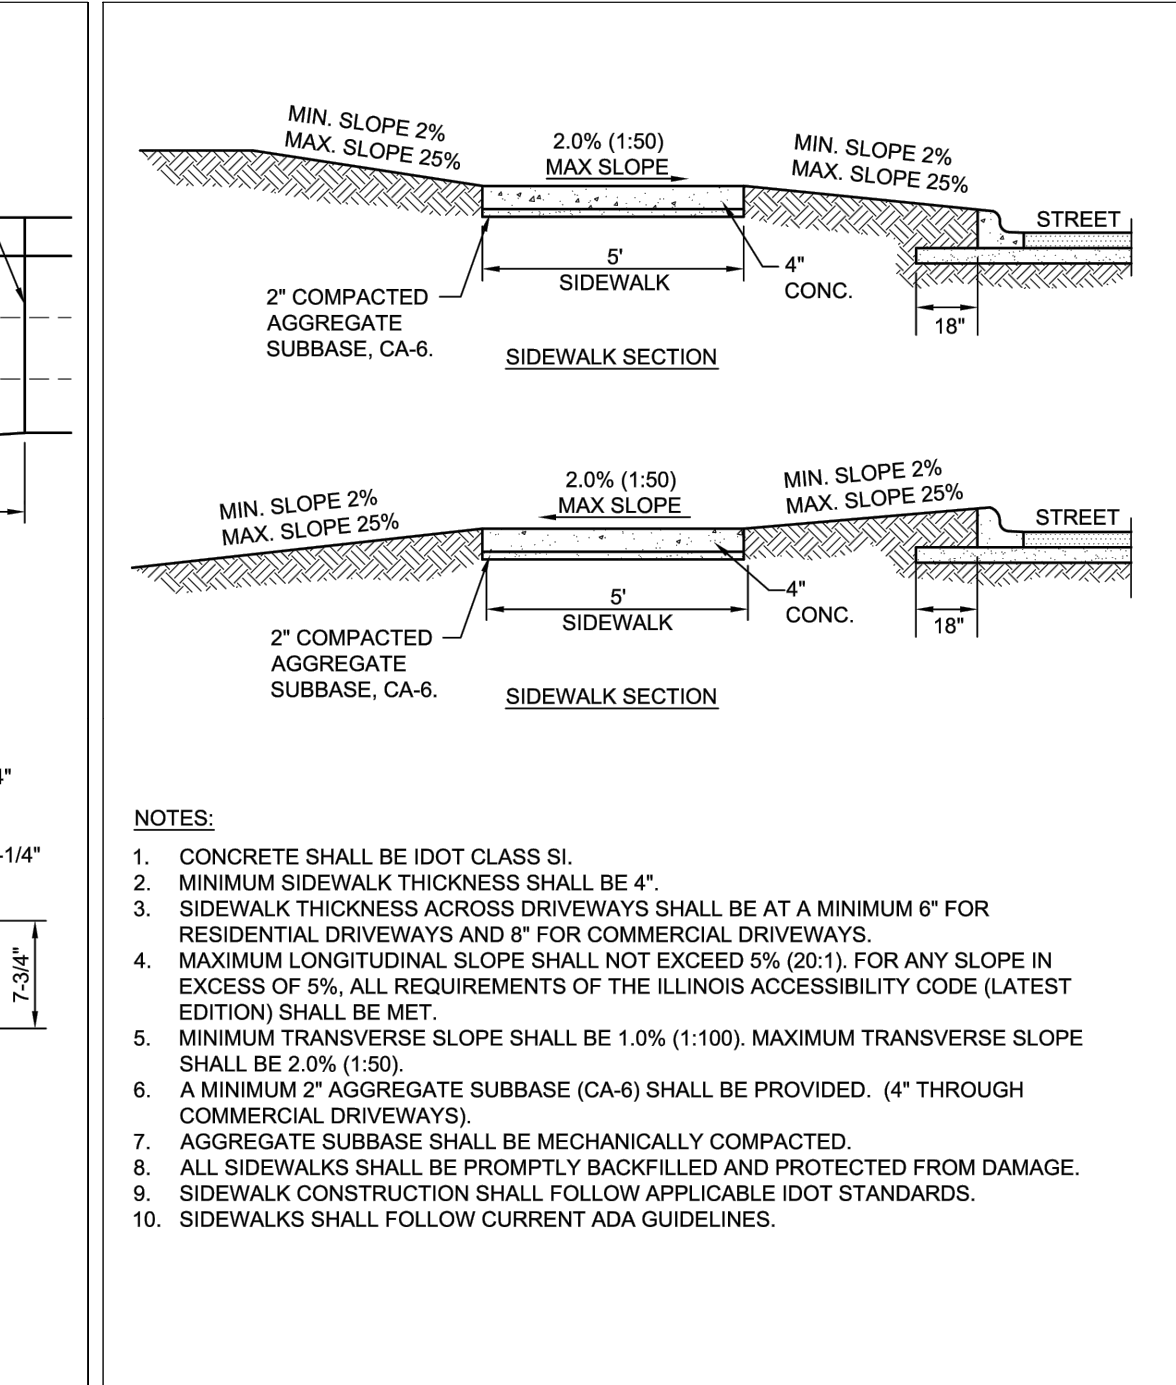 MIN. SLOPE 2%
MAX. SLOPE 25%
2.0% (1:50)
MAX SLOPE
MIN. SLOPE 2%
MAX. SLOPE 25%
STREET
5'
SIDEWALK
4"
CONC.
2" COMPACTED
AGGREGATE
SUBBASE, CA-6.
18"
SIDEWALK SECTION
MIN. SLOPE 2%
MAX. SLOPE 25%
2.0% (1:50)
MAX SLOPE
MIN. SLOPE 2%
MAX. SLOPE 25%
STREET
5'
SIDEWALK
4"
CONC.
2" COMPACTED
AGGREGATE
SUBBASE, CA-6.
18"
SIDEWALK SECTION
-1/4"
7-3/4"
NOTES:
1. CONCRETE SHALL BE IDOT CLASS SI.
2. MINIMUM SIDEWALK THICKNESS SHALL BE 4".
3. SIDEWALK THICKNESS ACROSS DRIVEWAYS SHALL BE AT A MINIMUM 6" FOR
RESIDENTIAL DRIVEWAYS AND 8" FOR COMMERCIAL DRIVEWAYS.
4. MAXIMUM LONGITUDINAL SLOPE SHALL NOT EXCEED 5% (20:1). FOR ANY SLOPE IN
EXCESS OF 5%, ALL REQUIREMENTS OF THE ILLINOIS ACCESSIBILITY CODE (LATEST
EDITION) SHALL BE MET.
5. MINIMUM TRANSVERSE SLOPE SHALL BE 1.0% (1:100). MAXIMUM TRANSVERSE SLOPE
SHALL BE 2.0% (1:50).
6. A MINIMUM 2" AGGREGATE SUBBASE (CA-6) SHALL BE PROVIDED. (4" THROUGH
COMMERCIAL DRIVEWAYS).
7. AGGREGATE SUBBASE SHALL BE MECHANICALLY COMPACTED.
8. ALL SIDEWALKS SHALL BE PROMPTLY BACKFILLED AND PROTECTED FROM DAMAGE.
9. SIDEWALK CONSTRUCTION SHALL FOLLOW APPLICABLE IDOT STANDARDS.
10. SIDEWALKS SHALL FOLLOW CURRENT ADA GUIDELINES.